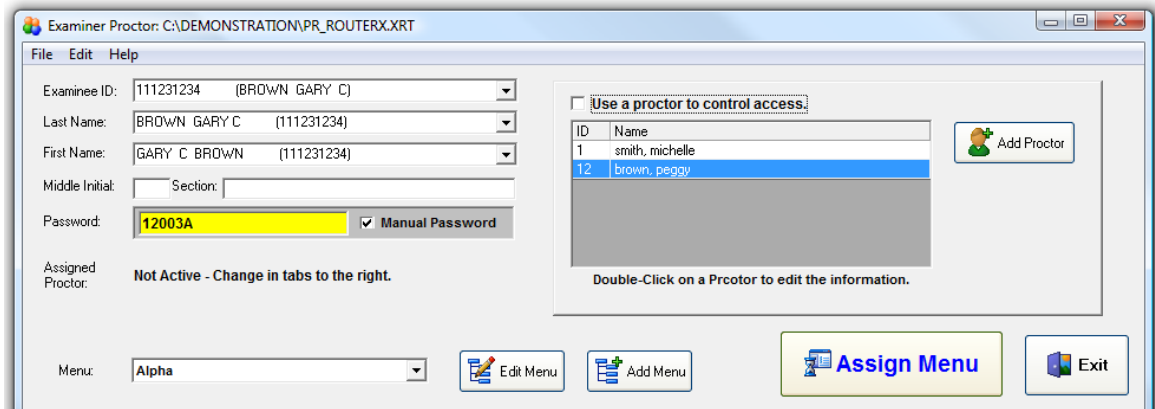 Examiner Proctor: C:\DEMONSTRATION\PR_ROUTERX.XRT
File Edit Help
Examinee ID: 111231234 (BROWN GARY C)
Last Name: BROWN GARY C (111231234)
First Name: GARY C BROWN (111231234)
Middle Initial: Section:
Password: 12003A Manual Password
Assigned
Proctor: Not Active - Change in tabs to the right.
Use a proctor to control access.
ID Name
1 smith, michelle
12 brown, peggy
Add Proctor
Double-Click on a Prcotor to edit the information.
Menu: Alpha Edit Menu Add Menu Assign Menu Exit